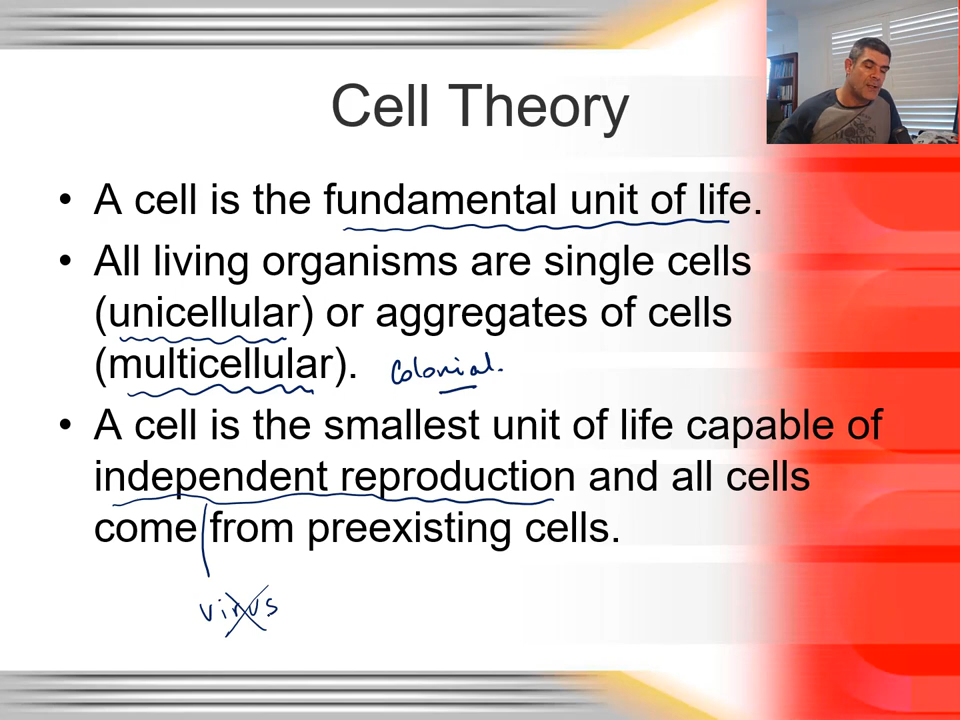 Cell Theory
• A cell is the fundamental unit of life.
• All living organisms are single cells
(unicellular) or aggregates of cells
(multicellular). Colonial.
• A cell is the smallest unit of life capable of
independent reproduction and all cells
come from preexisting cells.
virus